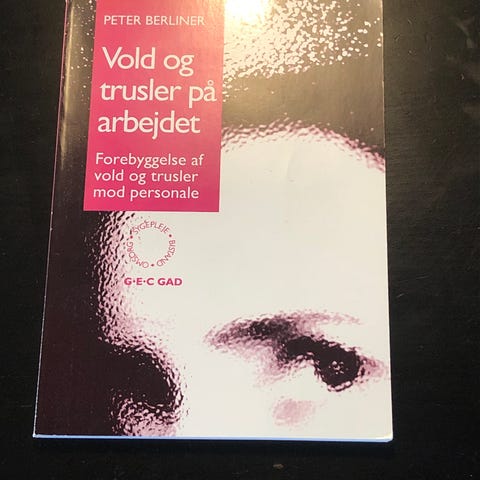 PETER BERLINER
Vold og
trusler på
arbejdet
Forebyggelse af
vold og trusler
mod personale
OMSORG • SYGEPLEJE • BISTAND •
G·E·C GAD